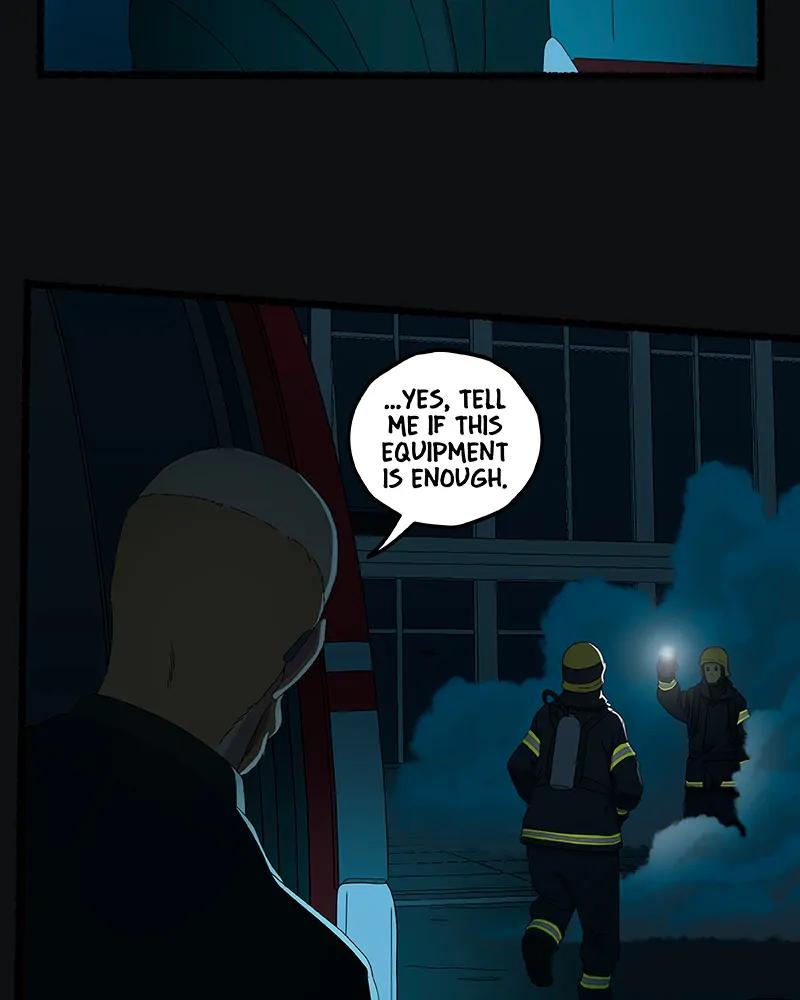 ...YES, TELL
ME IF THIS
EQUIPMENT
IS ENOUGH.